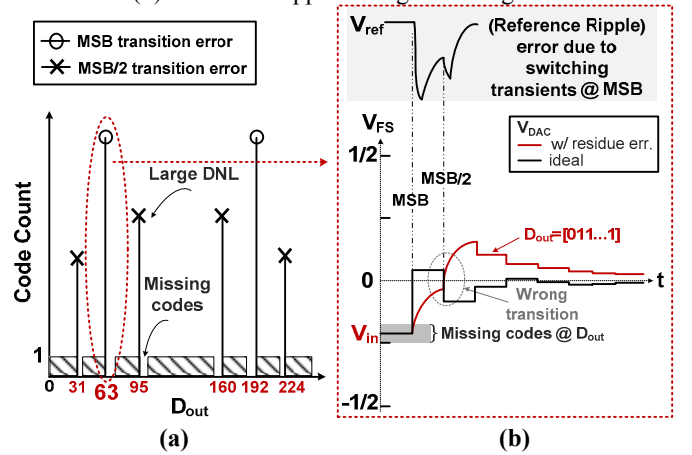 MSB transition error
MSB/2 transition error
Code Count
Large DNL
Missing
codes
1
0 31 63 95 160 192 224
Dout
(a)
Vref
(Reference Ripple)
error due to
switching
transients @ MSB
VFS
1/2
VDAC
w/ residue err.
ideal
MSB
MSB/2
Dout=[011...1]
0
t
Wrong
transition
Vin
Missing codes @ Dout
-1/2
(b)